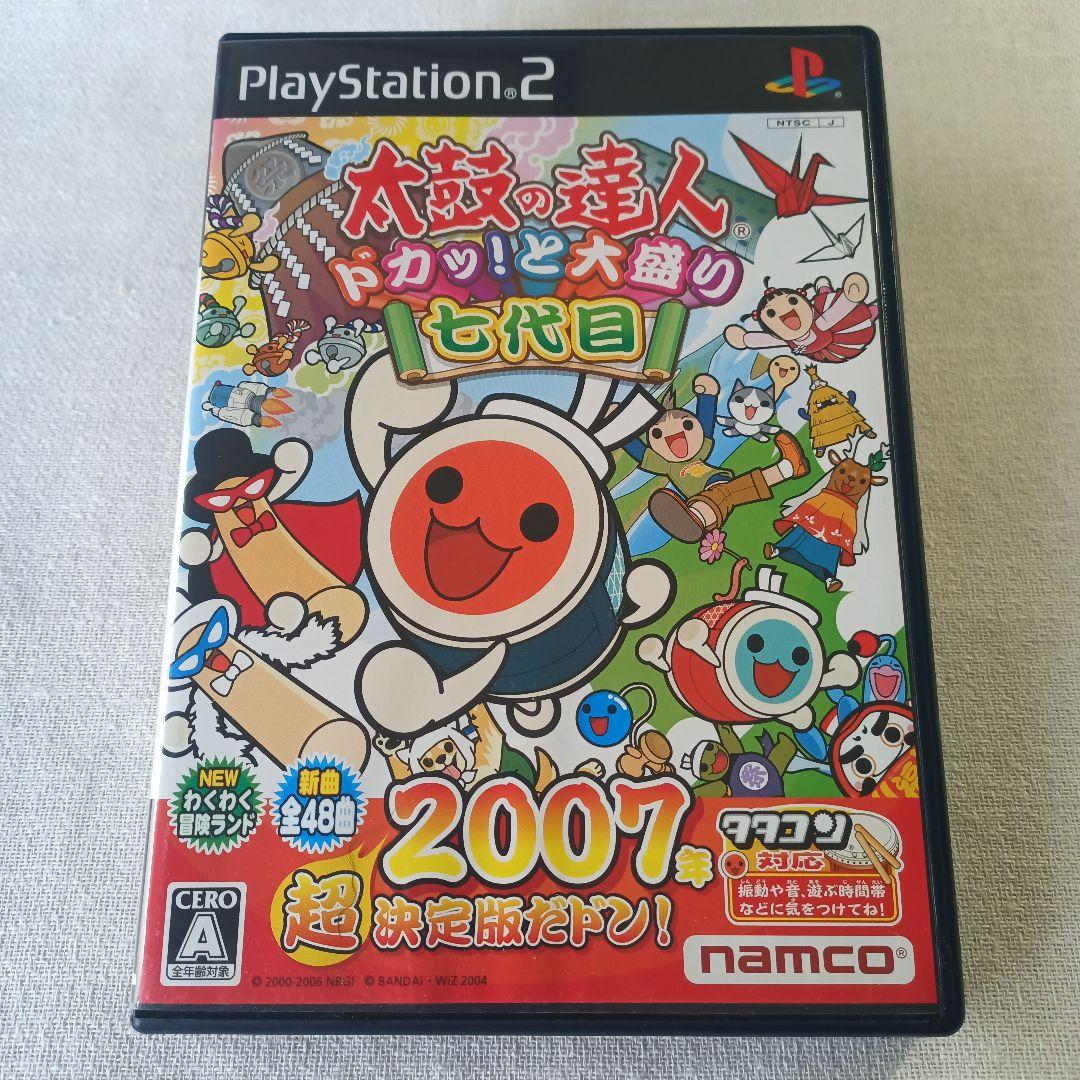 PlayStation®2
NTSC J
太鼓の達人®
ドカッ!と大盛り
七代目
NEW
わくわく
冒険ランド
新曲
全48曲
2007年
超決定版だドン!
タタコン
対応
振動や音、遊ぶ時間帯
などに気をつけてね!
CERO
A
全年齢対象
© 2000-2006 NBGI © BANDAI・WiZ 2004
namco®